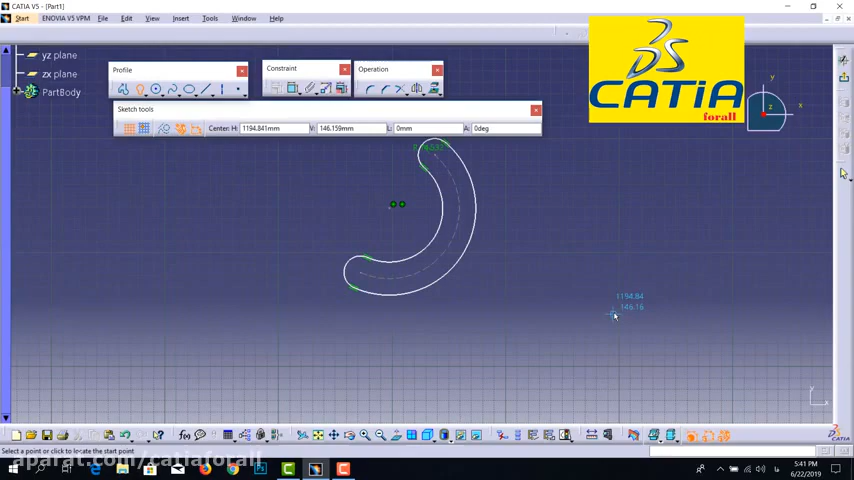 CATIA V5 - [Part1]
Start ENOVIA V5 VPM File Edit View Insert Tools Window Help
yz plane
zx plane
PartBody
Profile
Constraint
Operation
Sketch tools
Center: H: 1194.841mm V: 146.159mm L: 0mm A: 0deg
CATIA
forall
y
x
z
1194.84
146.16
y
x
Select a point or click to locate the start point
aparat.com/catiaforall
5:41 PM
6/22/2019